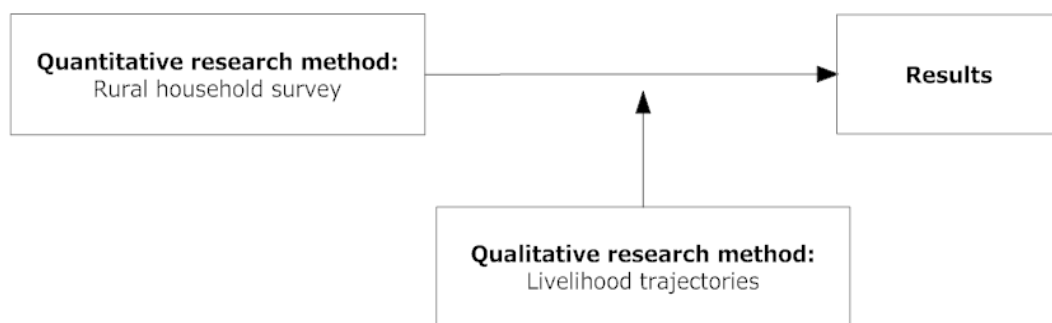 Quantitative research method:
Rural household survey
Results
Qualitative research method:
Livelihood trajectories